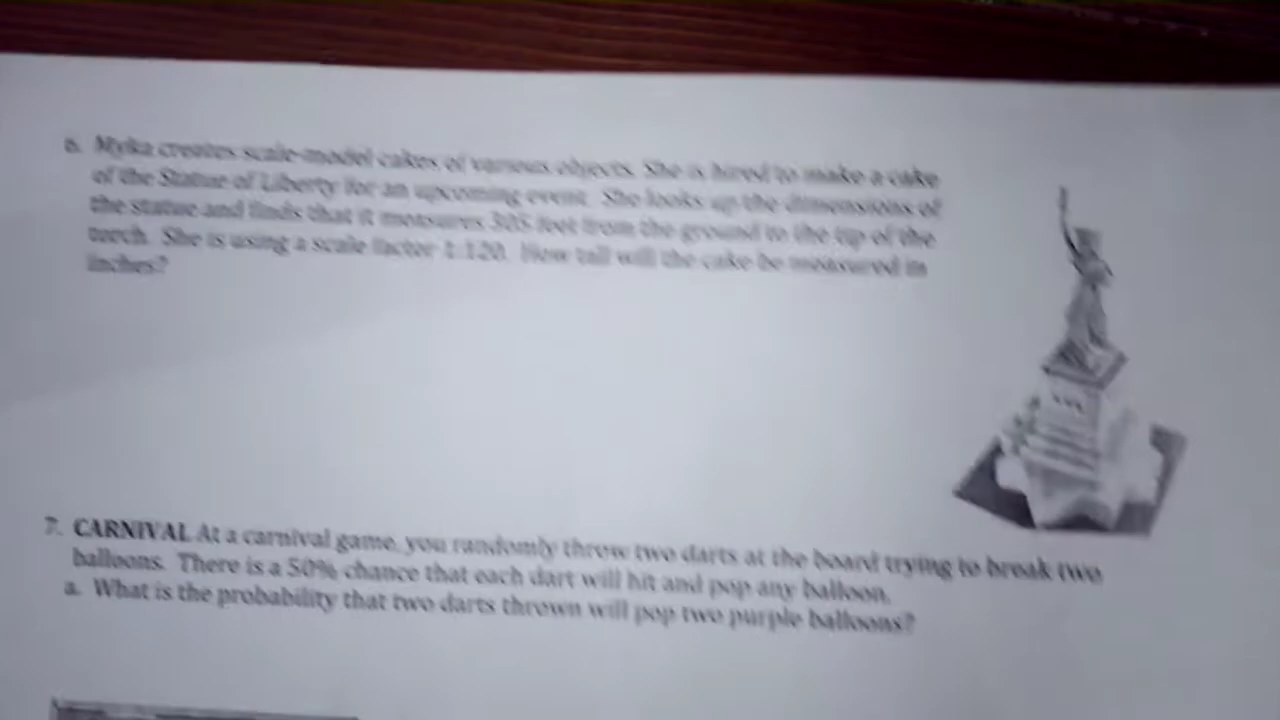 6. Myka creates scale-model cakes of various objects. She is hired to make a cake
of the Statue of Liberty for an upcoming event. She looks up the dimensions of
the statue and finds that it measures 305 feet from the ground to the tip of the
torch. She is using a scale factor 1:120. How tall will the cake be measured in
inches?
7. CARNIVAL At a carnival game, you randomly throw two darts at the board trying to break two
balloons. There is a 50% chance that each dart will hit and pop any balloon.
a. What is the probability that two darts thrown will pop two purple balloons?